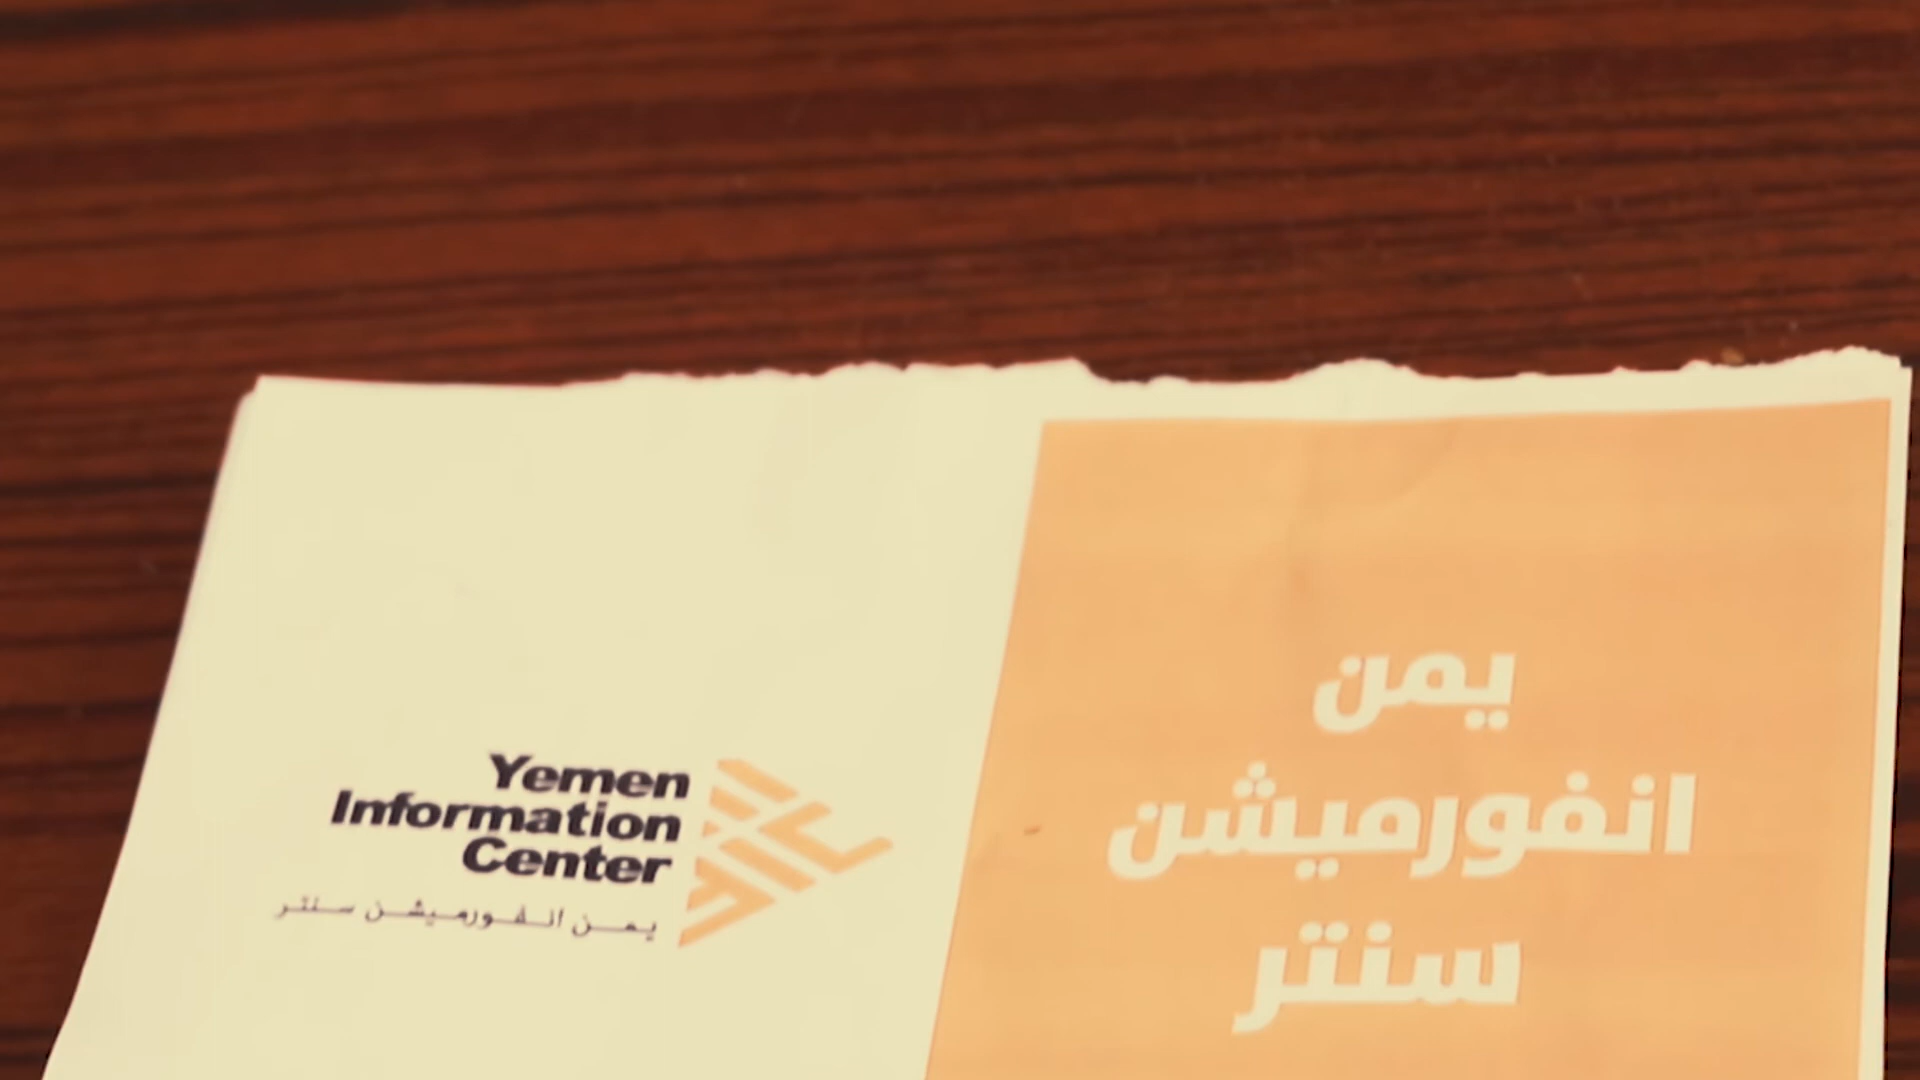 Yemen
Information
Center
يمن انفورميشن سنتر
يمن
انفورميشن
سنتر